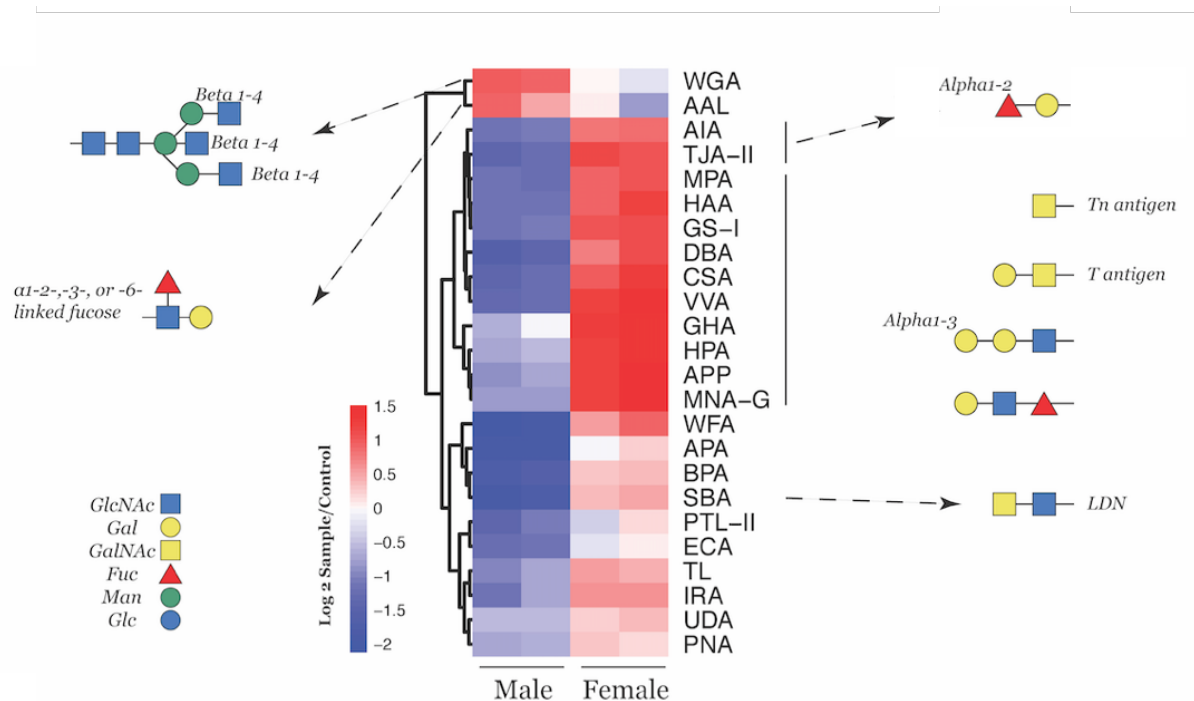 Beta 1-4
Beta 1-4
Beta 1-4
α1-2-,-3-, or -6-
linked fucose
GlcNAc
Gal
GalNAc
Fuc
Man
Glc
Log 2 Sample/Control
1.5
1
0.5
0
−0.5
−1
−1.5
−2
WGA
AAL
AIA
TJA−II
MPA
HAA
GS−I
DBA
CSA
VVA
GHA
HPA
APP
MNA−G
WFA
APA
BPA
SBA
PTL−II
ECA
TL
IRA
UDA
PNA
Male Female
Alpha1-2
Tn antigen
T antigen
Alpha1-3
LDN